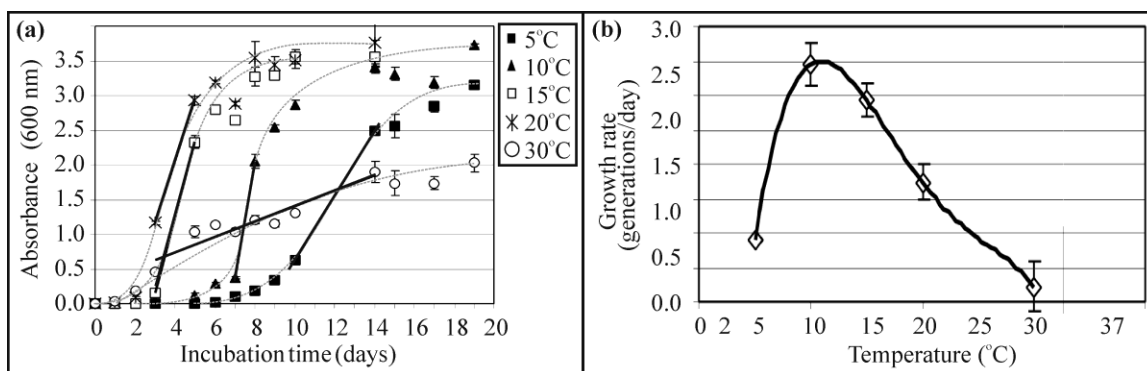 (a)
Absorbance (600 nm)
3.5
3.0
2.5
2.0
1.5
1.0
0.5
0.0
0 2 4 6 8 10 12 14 16 18 20
Incubation time (days)
5°C
10°C
15°C
20°C
30°C
(b)
Growth rate
(generations/day)
3.0
2.5
2.0
1.5
1.0
0.5
0.0
0 2 5 10 15 20 30 37
Temperature (°C)